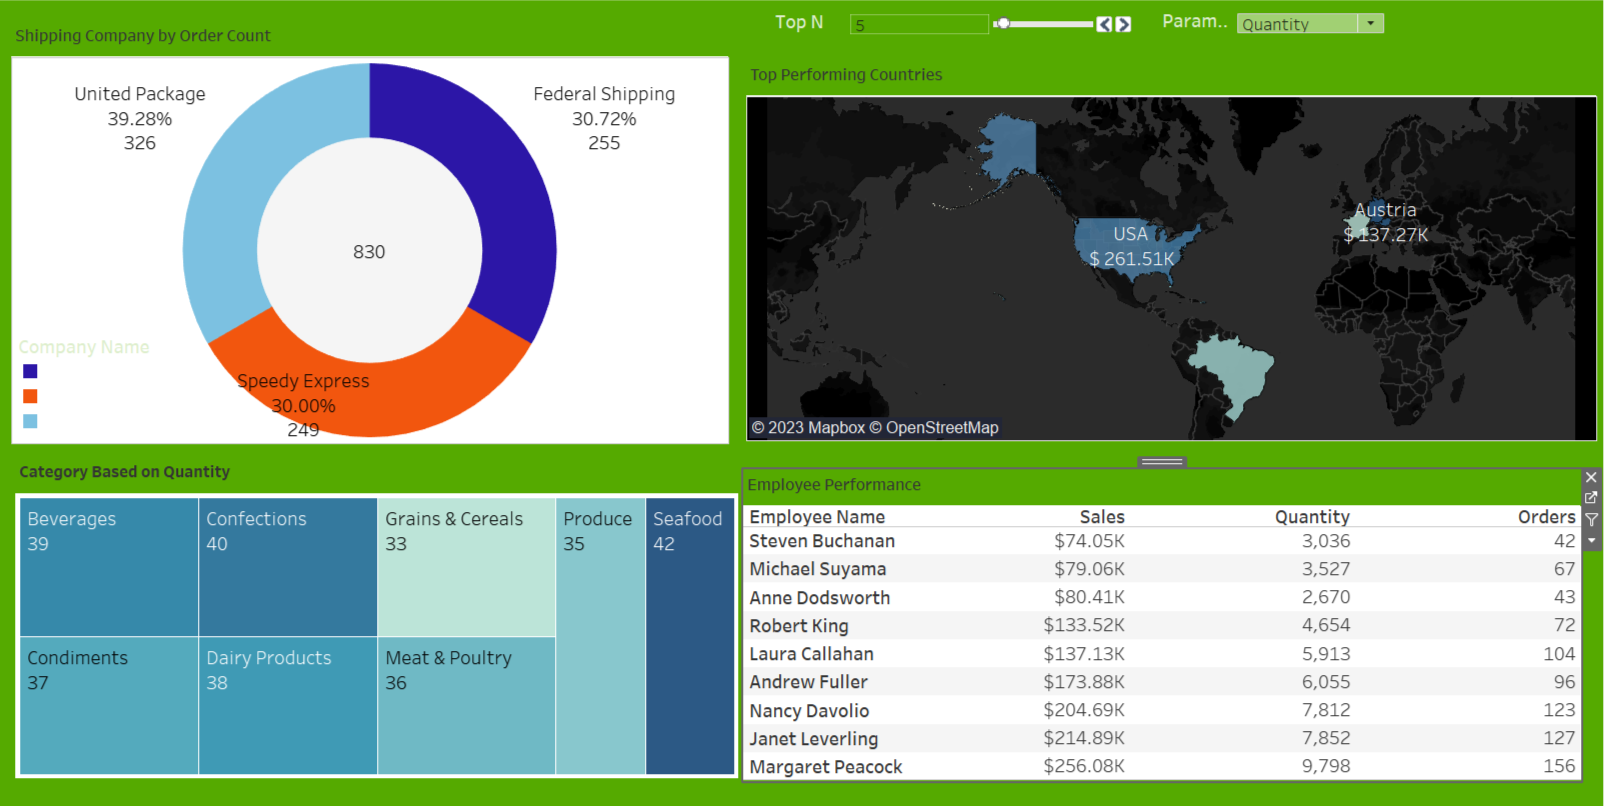 Top N
5
Param..
Quantity
Shipping Company by Order Count
United Package
39.28%
326
Federal Shipping
30.72%
255
830
Company Name
Speedy Express
30.00%
249
Top Performing Countries
USA
$ 261.51K
Austria
$ 137.27K
© 2023 Mapbox © OpenStreetMap
Category Based on Quantity
Beverages
39
Confections
40
Grains & Cereals
33
Produce
35
Seafood
42
Condiments
37
Dairy Products
38
Meat & Poultry
36
Employee Performance
Employee Name Sales Quantity Orders
Steven Buchanan $74.05K 3,036 42
Michael Suyama $79.06K 3,527 67
Anne Dodsworth $80.41K 2,670 43
Robert King $133.52K 4,654 72
Laura Callahan $137.13K 5,913 104
Andrew Fuller $173.88K 6,055 96
Nancy Davolio $204.69K 7,812 123
Janet Leverling $214.89K 7,852 127
Margaret Peacock $256.08K 9,798 156